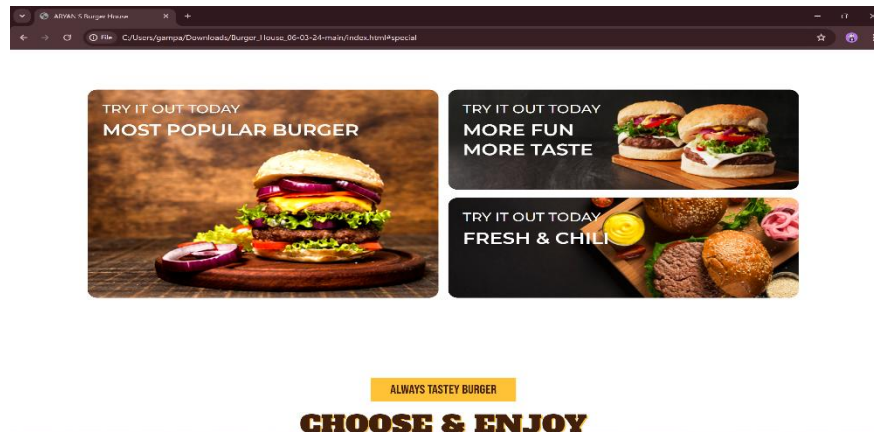 ARYAN'S Burger House
File C:/Users/gampa/Downloads/Burger_House_06-03-24-main/index.html#special
TRY IT OUT TODAY
MOST POPULAR BURGER
TRY IT OUT TODAY
MORE FUN
MORE TASTE
TRY IT OUT TODAY
FRESH & CHILI
ALWAYS TASTEY BURGER
CHOOSE & ENJOY